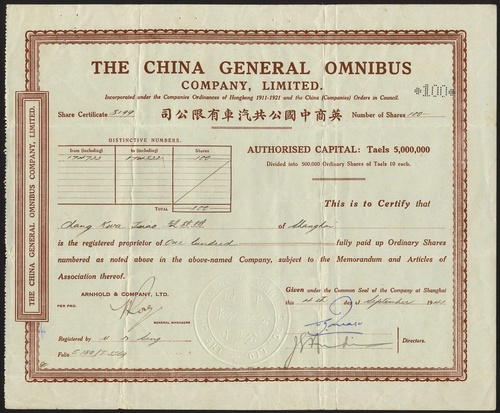 THE CHINA GENERAL OMNIBUS
COMPANY, LIMITED.
Incorporated under the Companies Ordinances of Hongkong 1911-1921 and the China (Companies) Orders in Council.
+100+
Share Certificate
司公限有車汽共公國中商英
Number of Shares 100
DISTINCTIVE NUMBERS.
From (including) to (including) Shares
100
TOTAL 100
AUTHORISED CAPITAL: Taels 5,000,000
Divided into 500,000 Ordinary Shares of Taels 10 each.
This is to Certify that
Chang Kwa of Shanghai
is the registered proprietor of One hundred fully paid up Ordinary Shares
numbered as noted above in the above-named Company, subject to the Memorandum and Articles of
Association thereof.
Given under the Common Seal of the Company at Shanghai
this 4th day of September 1941
ARNHOLD & COMPANY, LTD.
PER PRO.
GENERAL MANAGERS
Directors.
Registered by
Folio
THE CHINA GENERAL OMNIBUS COMPANY, LIMITED.